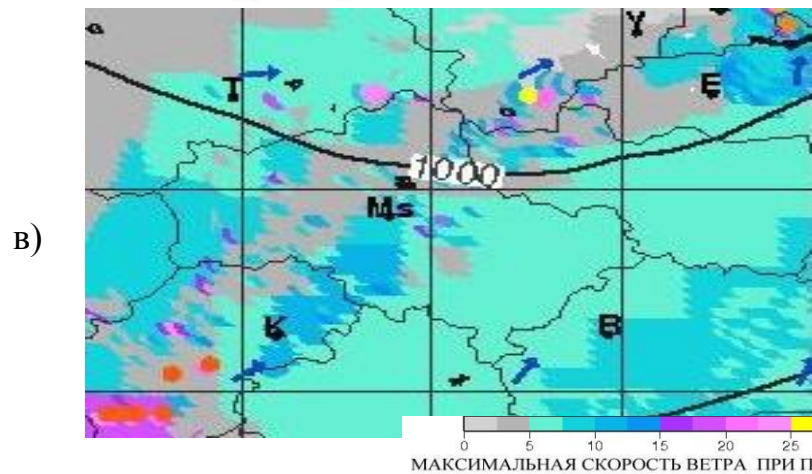 Y
T
E
1000
Ms
в)
K
B
0 5 10 15 20 25
МАКСИМАЛЬНАЯ СКОРОСТЬ ВЕТРА ПРИ П